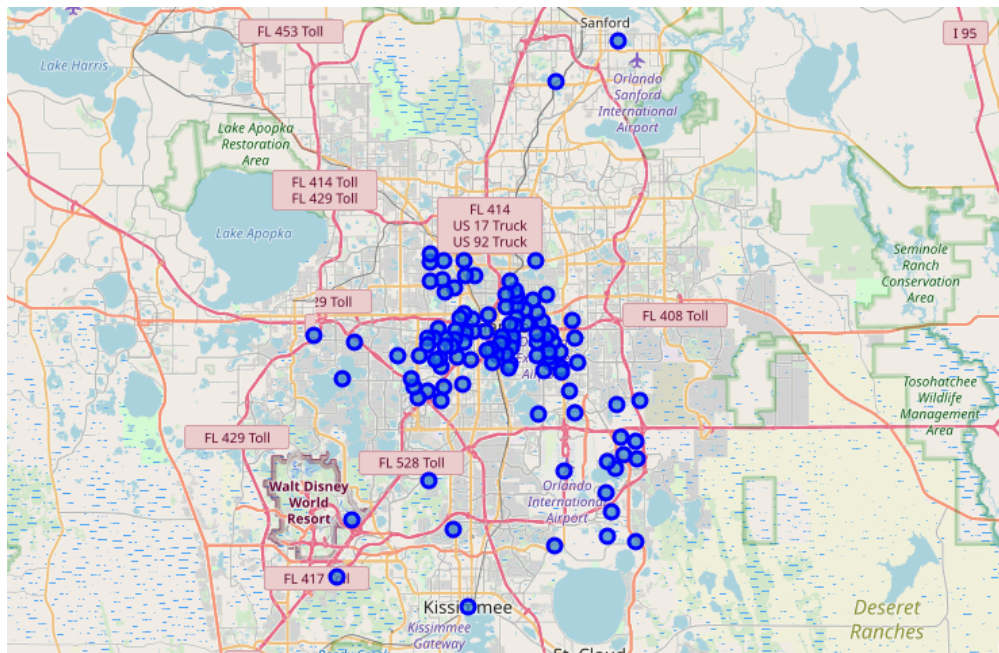 Sanford
FL 453 Toll
I 95
Lake Harris
Orlando
Sanford
International
Airport
Lake Apopka
Restoration
Area
FL 414 Toll
FL 429 Toll
FL 414
US 17 Truck
US 92 Truck
Lake Apopka
Seminole
Ranch
Conservation
Area
29 Toll
FL 408 Toll
Tosohatchee
Wildlife
Management
Area
FL 429 Toll
FL 528 Toll
Walt Disney
World
Resort
Orlando
International
Airport
FL 417
Kissimmee
Kissimmee
Gateway
Deseret
Ranches
St. Cloud